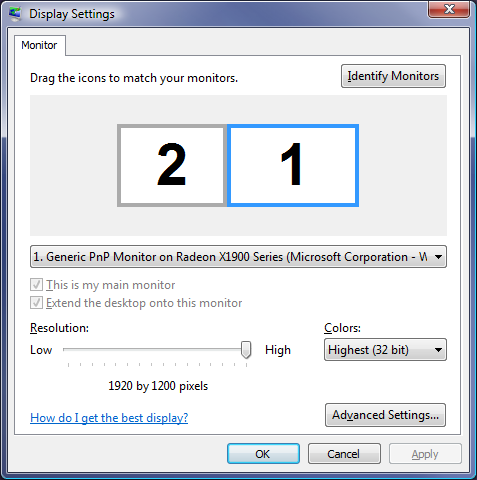 Display Settings
Monitor
Drag the icons to match your monitors.
Identify Monitors
2 1
1. Generic PnP Monitor on Radeon X1900 Series (Microsoft Corporation - W
This is my main monitor
Extend the desktop onto this monitor
Resolution:
Colors:
Low High
Highest (32 bit)
1920 by 1200 pixels
How do I get the best display?
Advanced Settings...
OK Cancel Apply